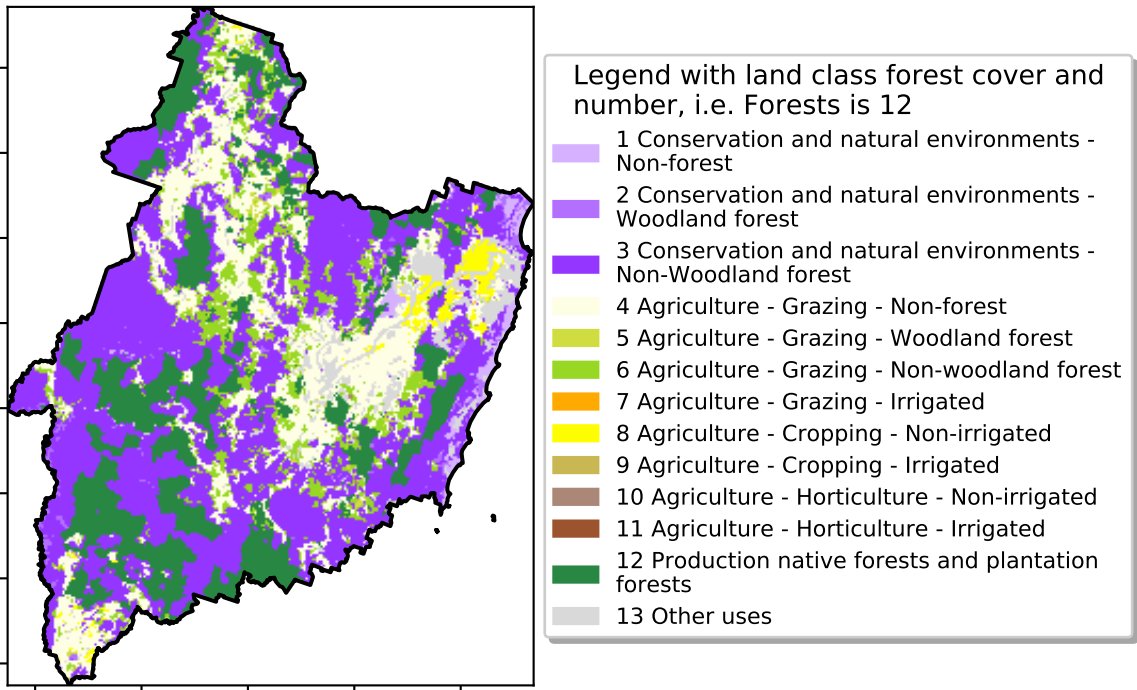 Legend with land class forest cover and
number, i.e. Forests is 12
1 Conservation and natural environments -
Non-forest
2 Conservation and natural environments -
Woodland forest
3 Conservation and natural environments -
Non-Woodland forest
4 Agriculture - Grazing - Non-forest
5 Agriculture - Grazing - Woodland forest
6 Agriculture - Grazing - Non-woodland forest
7 Agriculture - Grazing - Irrigated
8 Agriculture - Cropping - Non-irrigated
9 Agriculture - Cropping - Irrigated
10 Agriculture - Horticulture - Non-irrigated
11 Agriculture - Horticulture - Irrigated
12 Production native forests and plantation
forests
13 Other uses